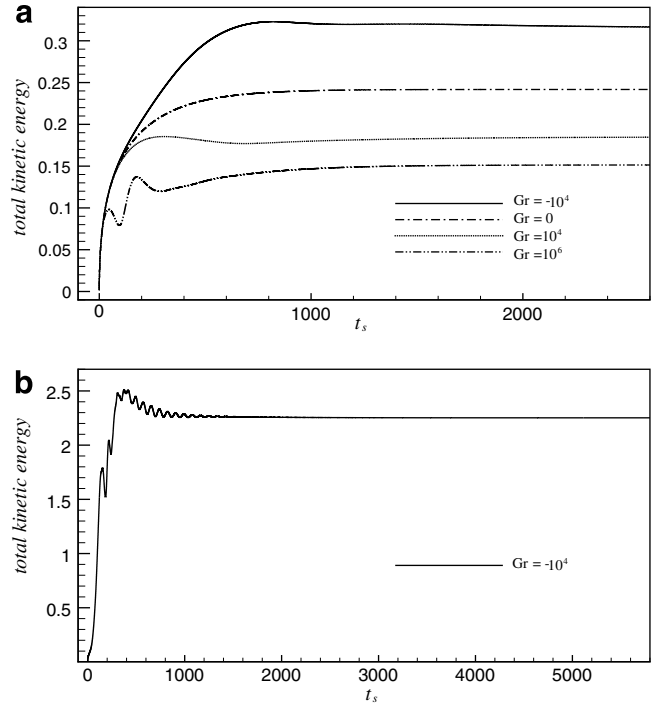 a
total kinetic energy
0.3
0.25
0.2
0.15
0.1
0.05
0
Gr = -10⁴
Gr = 0
Gr =10⁴
Gr =10⁶
0 1000 2000
t_s
b
total kinetic energy
2.5
2
1.5
1
0.5
Gr = -10⁴
0 1000 2000 3000 4000 5000
t_s